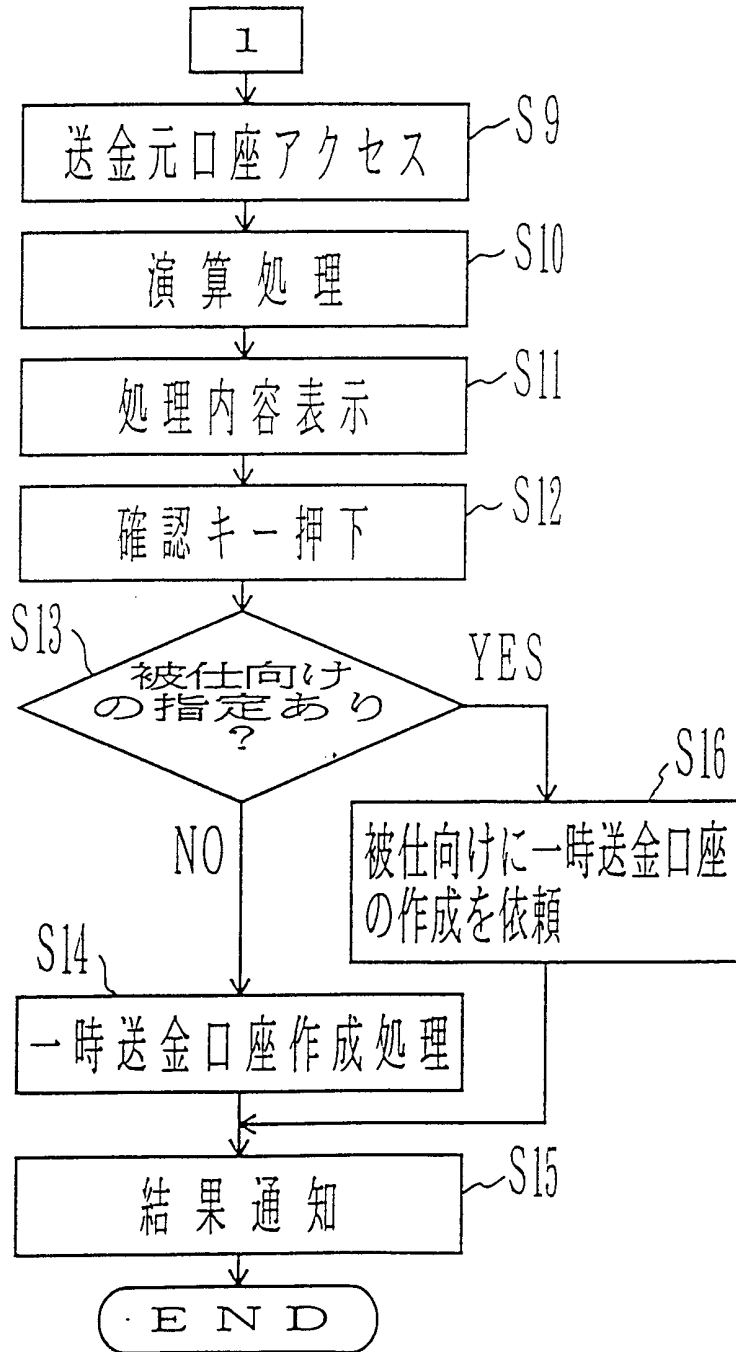 1
送金元口座アクセス
S9
演算処理
S10
処理内容表示
S11
確認キー押下
S12
S13
被仕向け
の指定あり
?
YES
NO
S16
被仕向けに一時送金口座
の作成を依頼
S14
一時送金口座作成処理
結果通知
S15
END